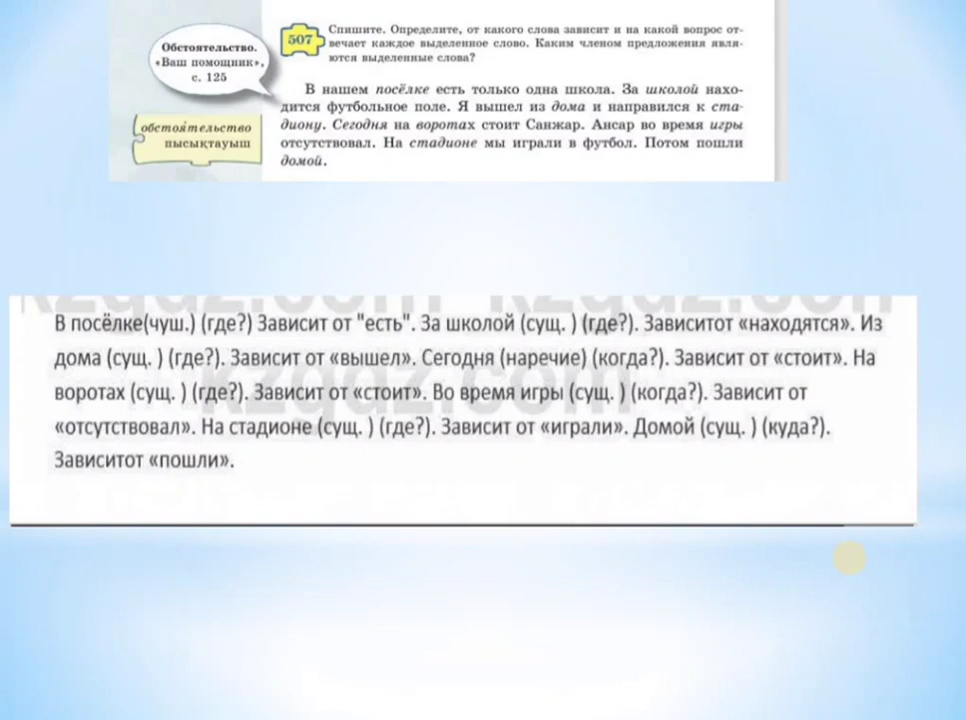 Обстоятельство.
«Ваш помощник»,
с. 125
обстоятельство
пысықтауыш
507
Спишите. Определите, от какого слова зависит и на какой вопрос от-
вечает каждое выделенное слово. Каким членом предложения явля-
ются выделенные слова?
В нашем посёлке есть только одна школа. За школой нахо-
дится футбольное поле. Я вышел из дома и направился к ста-
диону. Сегодня на воротах стоит Санжар. Ансар во время игры
отсутствовал. На стадионе мы играли в футбол. Потом пошли
домой.
В посёлке(чуш.) (где?) Зависит от "есть". За школой (сущ. ) (где?). Зависитот «находятся». Из
дома (сущ. ) (где?). Зависит от «вышел». Сегодня (наречие) (когда?). Зависит от «стоит». На
воротах (сущ. ) (где?). Зависит от «стоит». Во время игры (сущ. ) (когда?). Зависит от
«отсутствовал». На стадионе (сущ. ) (где?). Зависит от «играли». Домой (сущ. ) (куда?).
Зависитот «пошли».
kzgdz.com